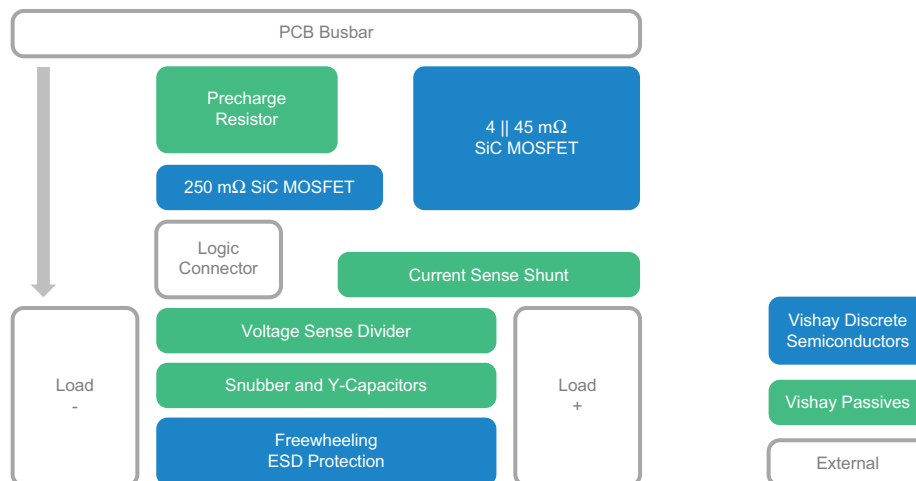 PCB Busbar
Precharge
Resistor
4 || 45 mΩ
SiC MOSFET
250 mΩ SiC MOSFET
Logic
Connector
Current Sense Shunt
Load
-
Voltage Sense Divider
Snubber and Y-Capacitors
Freewheeling
ESD Protection
Load
+
Vishay Discrete
Semiconductors
Vishay Passives
External